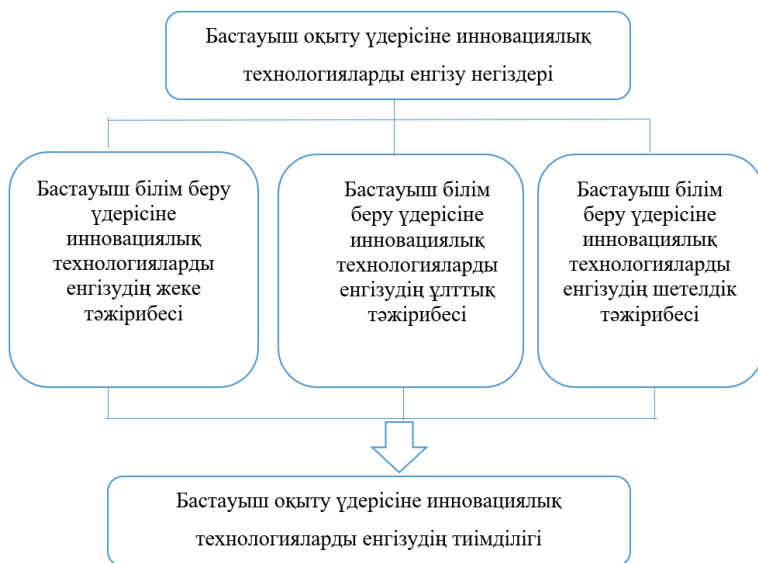 Бастауыш оқыту үдерісіне инновациялық
технологияларды енгізу негіздері
Бастауыш білім беру
үдерісіне
инновациялық
технологияларды
енгізудің жеке
тәжірибесі
Бастауыш білім
беру үдерісіне
инновациялық
технологияларды
енгізудің ұлттық
тәжірибесі
Бастауыш білім
беру үдерісіне
инновациялық
технологияларды
енгізудің шетелдік
тәжірибесі
Бастауыш оқыту үдерісіне инновациялық
технологияларды енгізудің тиімділігі